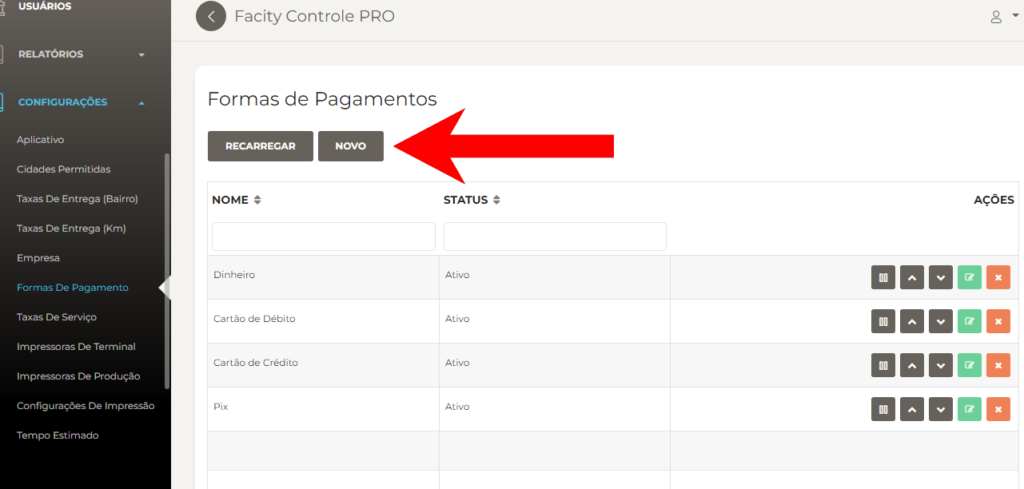 USUÁRIOS
RELATÓRIOS
CONFIGURAÇÕES
Aplicativo
Cidades Permitidas
Taxas De Entrega (Bairro)
Taxas De Entrega (Km)
Empresa
Formas De Pagamento
Taxas De Serviço
Impressoras De Terminal
Impressoras De Produção
Configurações De Impressão
Tempo Estimado
Facity Controle PRO
Formas de Pagamentos
RECARREGAR NOVO
NOME STATUS AÇÕES
Dinheiro Ativo
Cartão de Débito Ativo
Cartão de Crédito Ativo
Pix Ativo